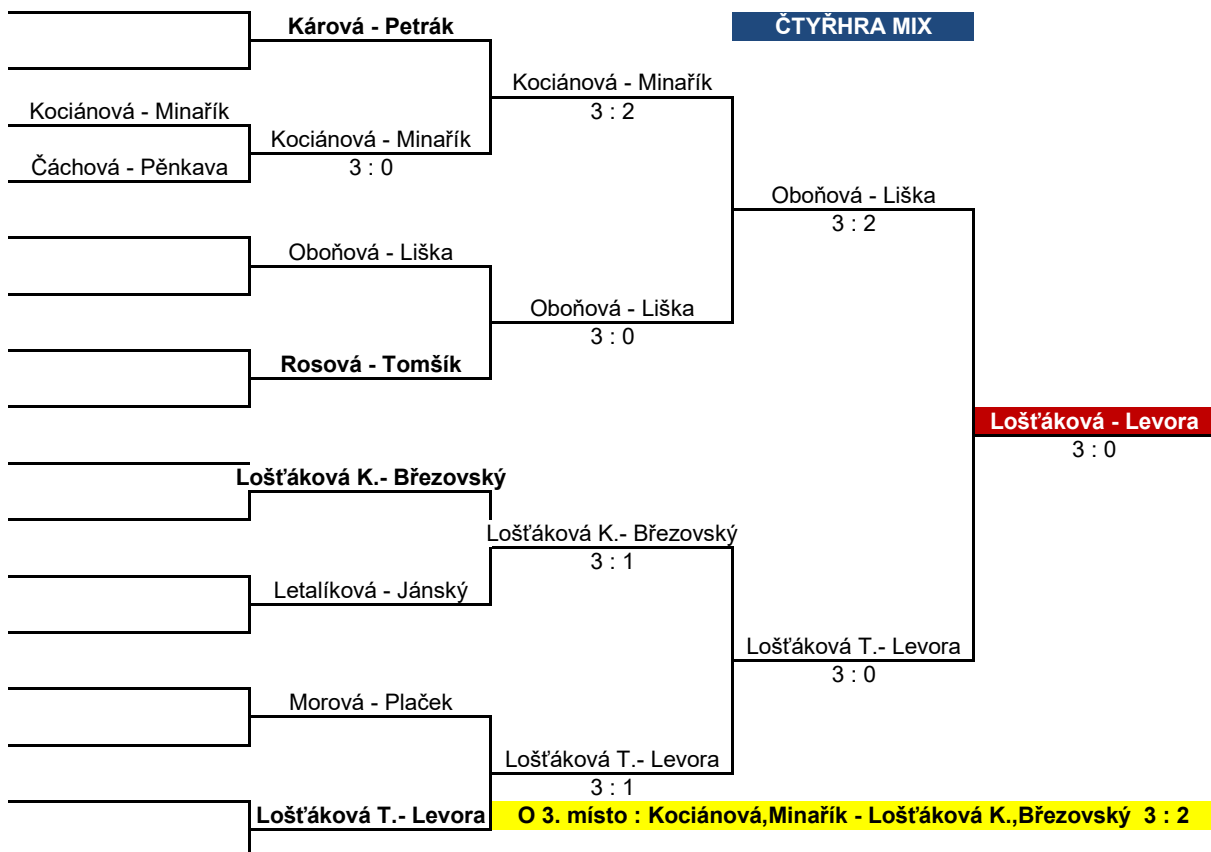 Kárová - Petrák
ČTYŘHRA MIX
Kociánová - Minařík
3 : 2
Kociánová - Minařík
Kociánová - Minařík
3 : 0
Čáchová - Pěnkava
Oboňová - Liška
3 : 2
Oboňová - Liška
Oboňová - Liška
3 : 0
Rosová - Tomšík
Lošťáková - Levora
3 : 0
Lošťáková K.- Březovský
Lošťáková K.- Březovský
3 : 1
Letalíková - Jánský
Lošťáková T.- Levora
3 : 0
Morová - Plaček
Lošťáková T.- Levora
3 : 1
Lošťáková T.- Levora
O 3. místo : Kociánová,Minařík - Lošťáková K.,Březovský 3 : 2